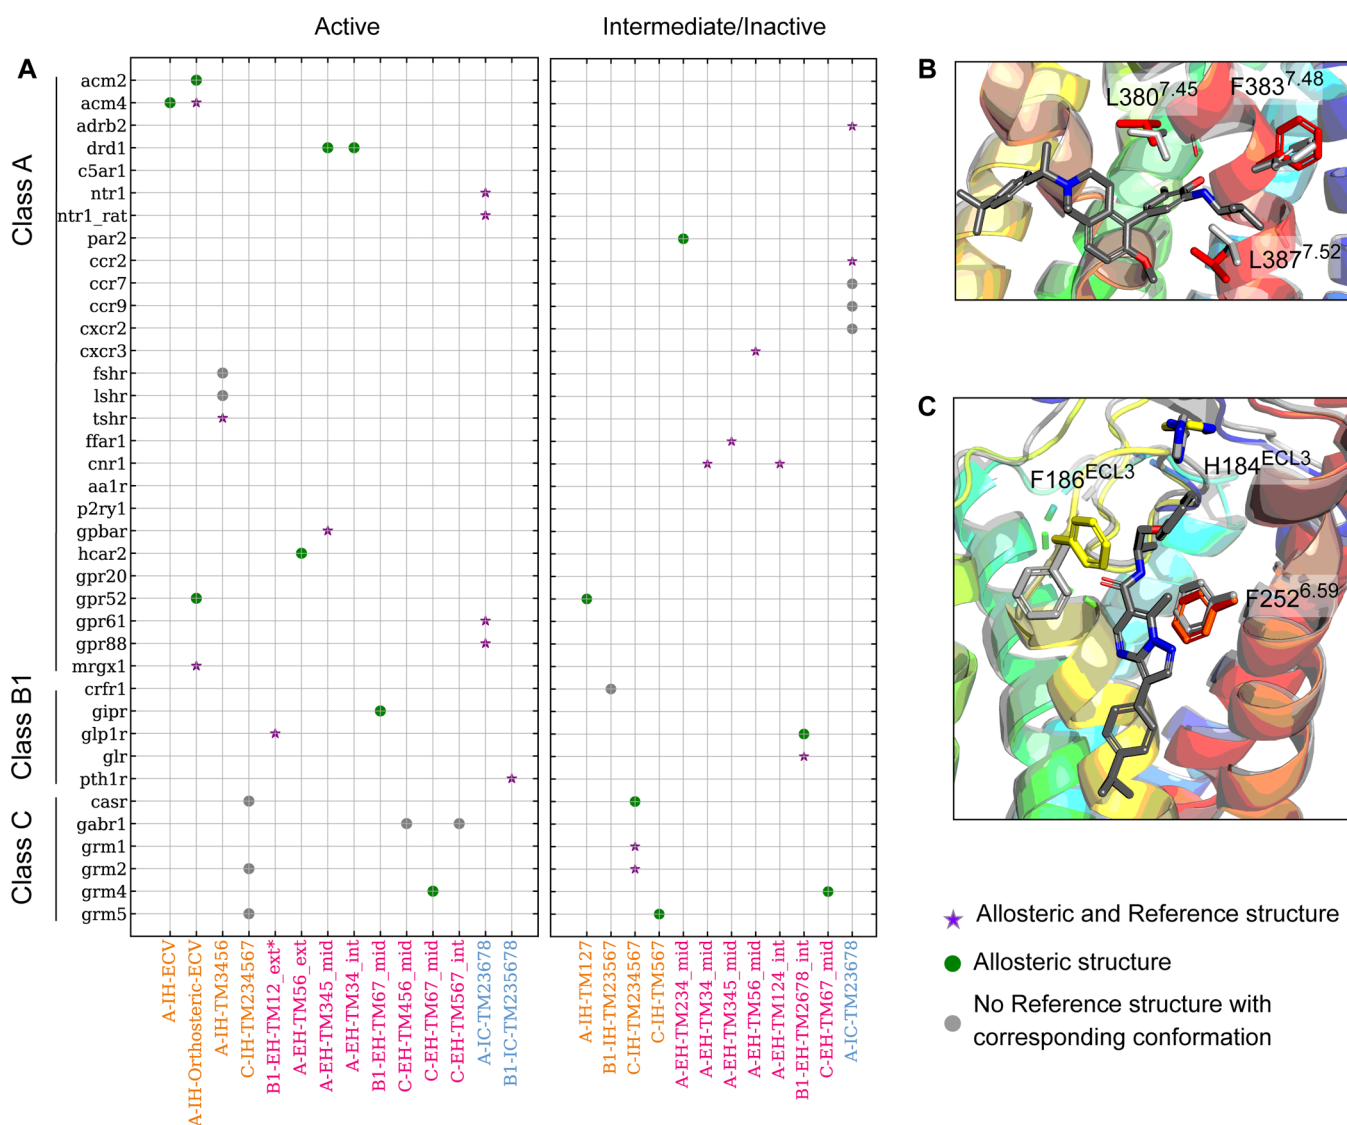 Active
Intermediate/Inactive
A
Class A
Class B1
Class C
acm2
acm4
adrb2
drd1
c5ar1
ntr1
ntr1_rat
par2
ccr2
ccr7
ccr9
cxcr2
cxcr3
fshr
lshr
tshr
ffar1
cnr1
aa1r
p2ry1
gpbar
hcar2
gpr20
gpr52
gpr61
gpr88
mrgx1
crfr1
gipr
glp1r
glr
pth1r
casr
gabr1
grm1
grm2
grm4
grm5
A-IH-ECV
A-IH-Orthosteric-ECV
A-IH-TM3456
C-IH-TM234567
B1-EH-TM12_ext*
A-EH-TM56_ext
A-EH-TM345_mid
A-EH-TM34_int
B1-EH-TM67_mid
C-EH-TM456_mid
C-EH-TM67_mid
C-EH-TM567_int
A-IC-TM23678
B1-IC-TM235678
A-IH-TM127
B1-IH-TM23567
C-IH-TM234567
C-IH-TM567
A-EH-TM234_mid
A-EH-TM34_mid
A-EH-TM345_mid
A-EH-TM56_mid
A-EH-TM124_int
B1-EH-TM2678_int
C-EH-TM67_mid
A-IC-TM23678
B
L380^7.45
F383^7.48
L387^7.52
C
F186^ECL3
H184^ECL3
F252^6.59
Allosteric and Reference structure
Allosteric structure
No Reference structure with
corresponding conformation